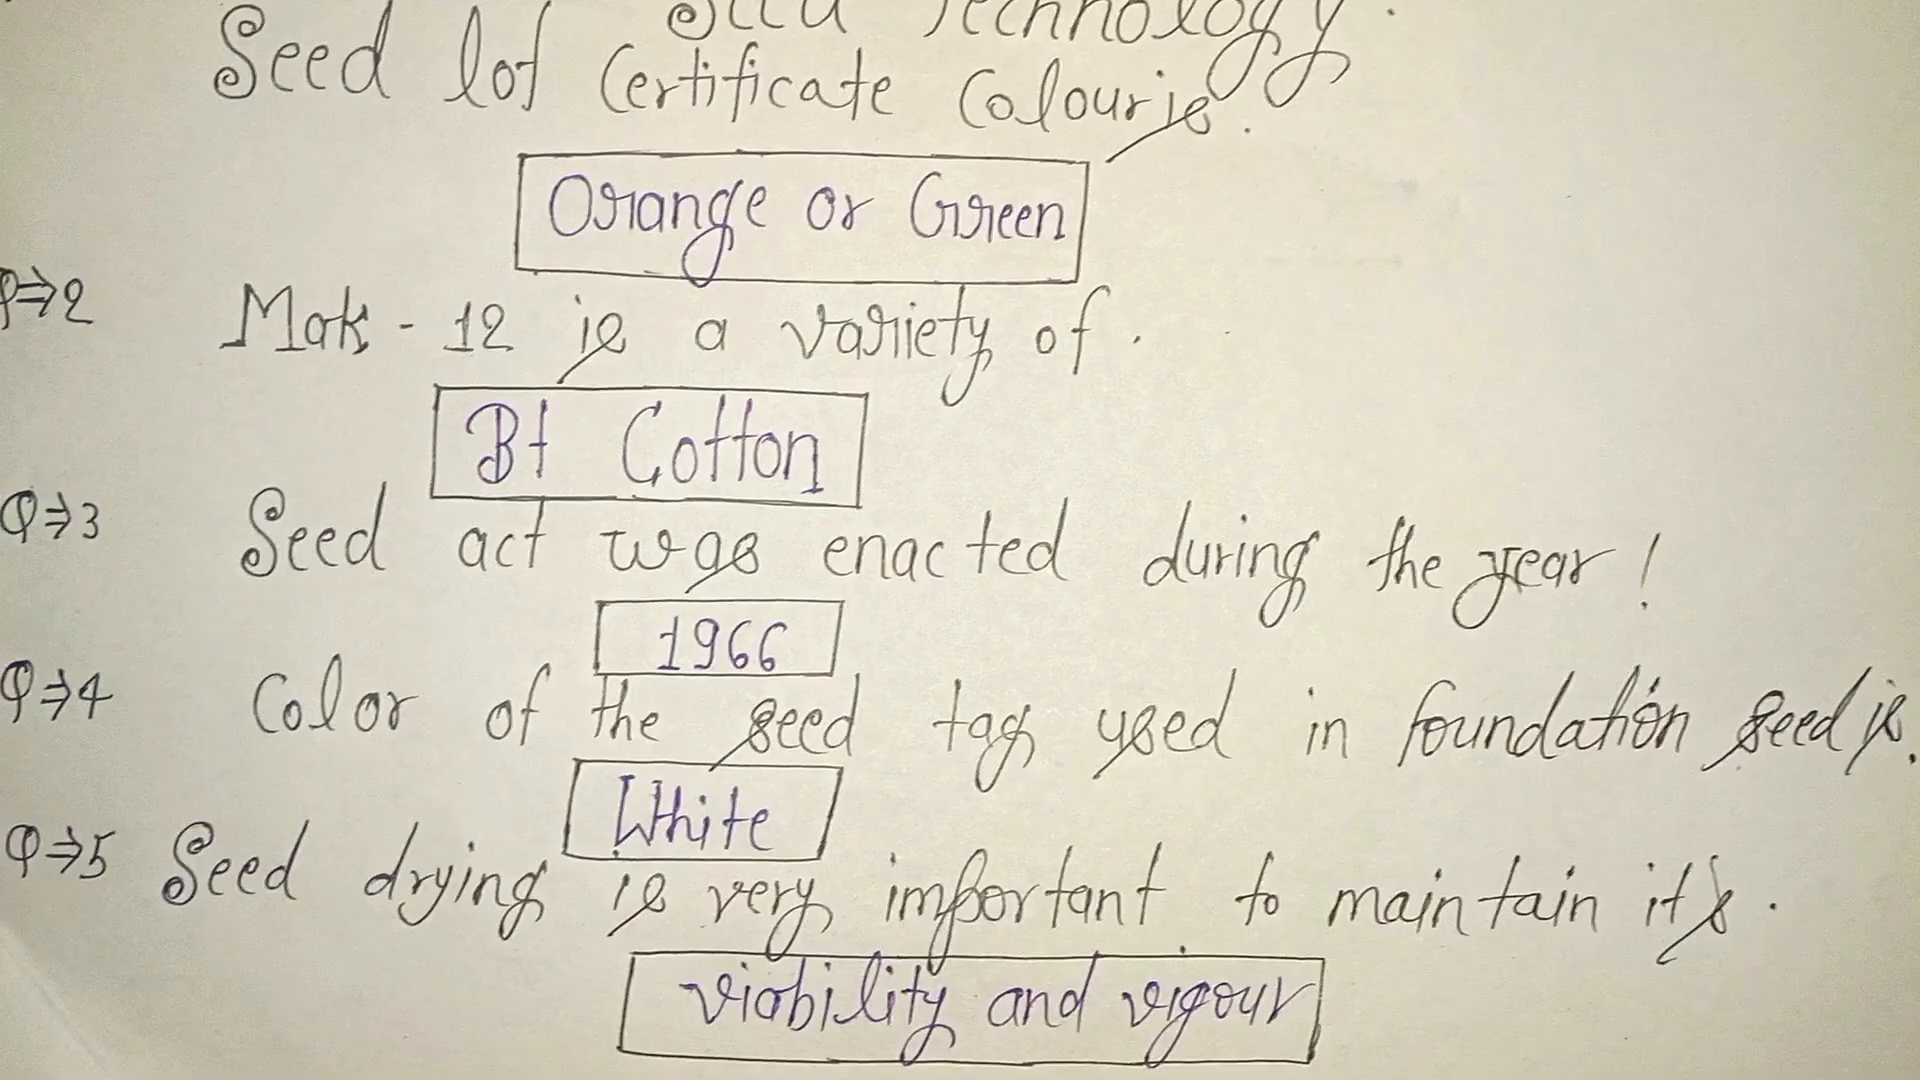 Seed Technology.
Seed lot Certificate Colour is.
Orange or Green
Q⇒2 Mak-12 is a variety of.
Bt Cotton
Q⇒3 Seed act was enacted during the year!
1966
Q⇒4 Color of the seed tag used in foundation seed is.
White
Q⇒5 Seed drying is very important to maintain it's.
viability and vigour